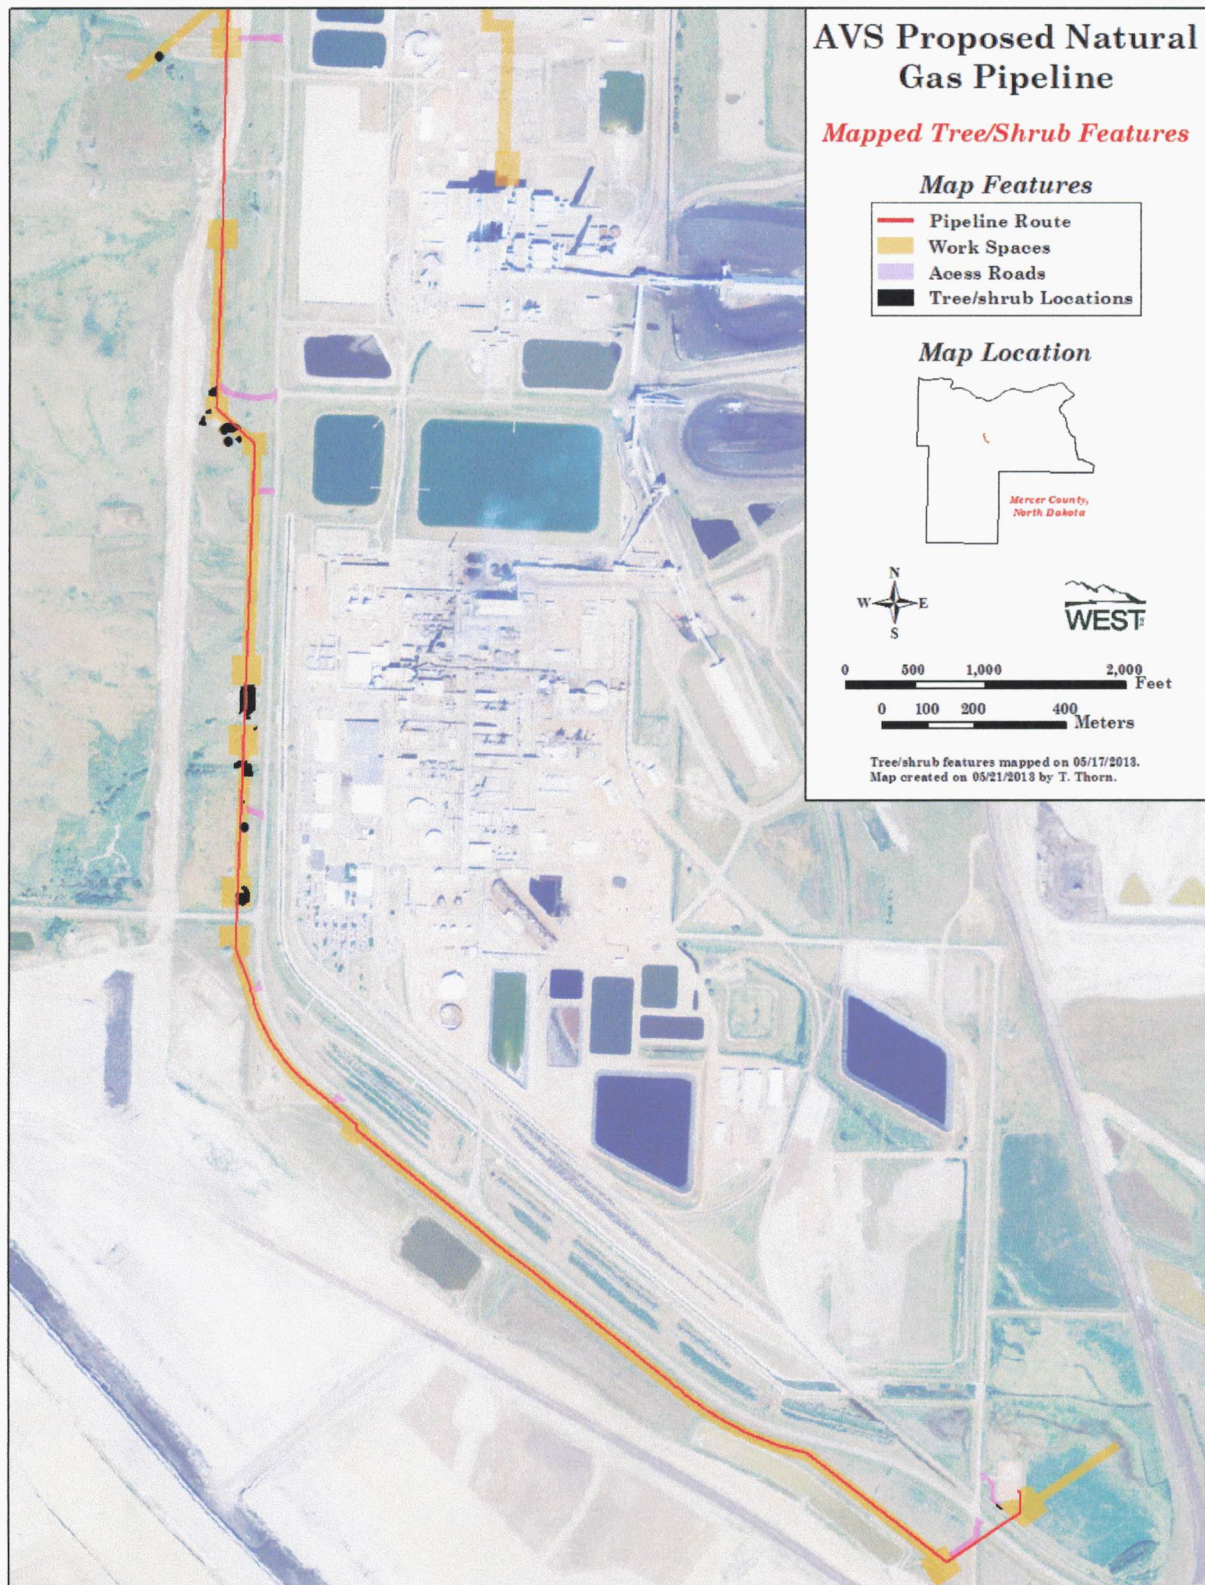 AVS Proposed Natural
Gas Pipeline
Mapped Tree/Shrub Features
Map Features
Pipeline Route
Work Spaces
Acess Roads
Tree/shrub Locations
Map Location
Mercer County,
North Dakota
N
W E
S
WEST
0 500 1,000 2,000
Feet
0 100 200 400
Meters
Tree/shrub features mapped on 05/17/2013.
Map created on 05/21/2013 by T. Thorn.